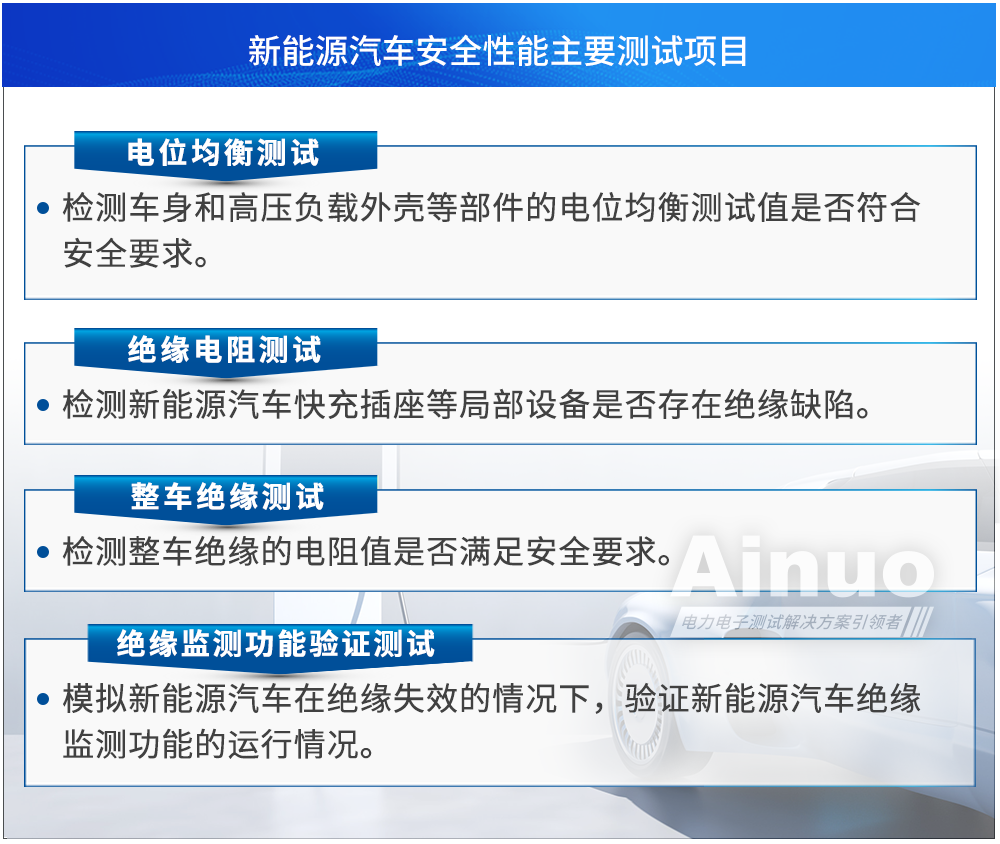 新能源汽车安全性能主要测试项目
电位均衡测试
检测车身和高压负载外壳等部件的电位均衡测试值是否符合
安全要求。
绝缘电阻测试
检测新能源汽车快充插座等局部设备是否存在绝缘缺陷。
整车绝缘测试
检测整车绝缘的电阻值是否满足安全要求。
Ainuo
电力电子测试解决方案引领者
绝缘监测功能验证测试
模拟新能源汽车在绝缘失效的情况下，验证新能源汽车绝缘
监测功能的运行情况。